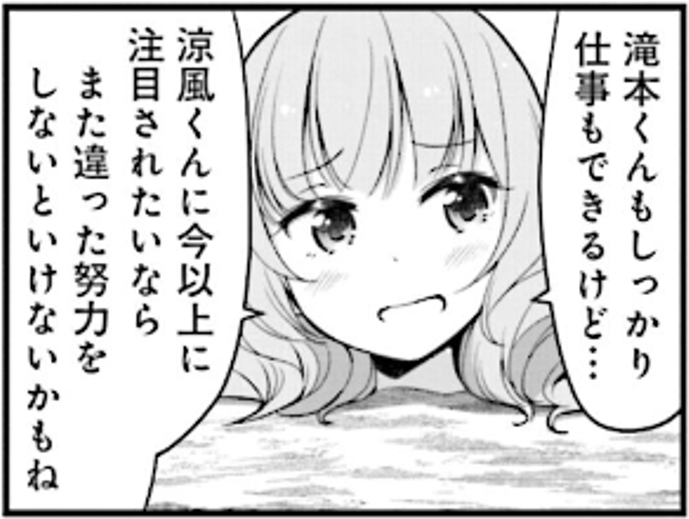 滝本くんもしっかり
仕事もできるけど…
涼風くんに今以上に
注目されたいなら
また違った努力を
しないといけないかもね